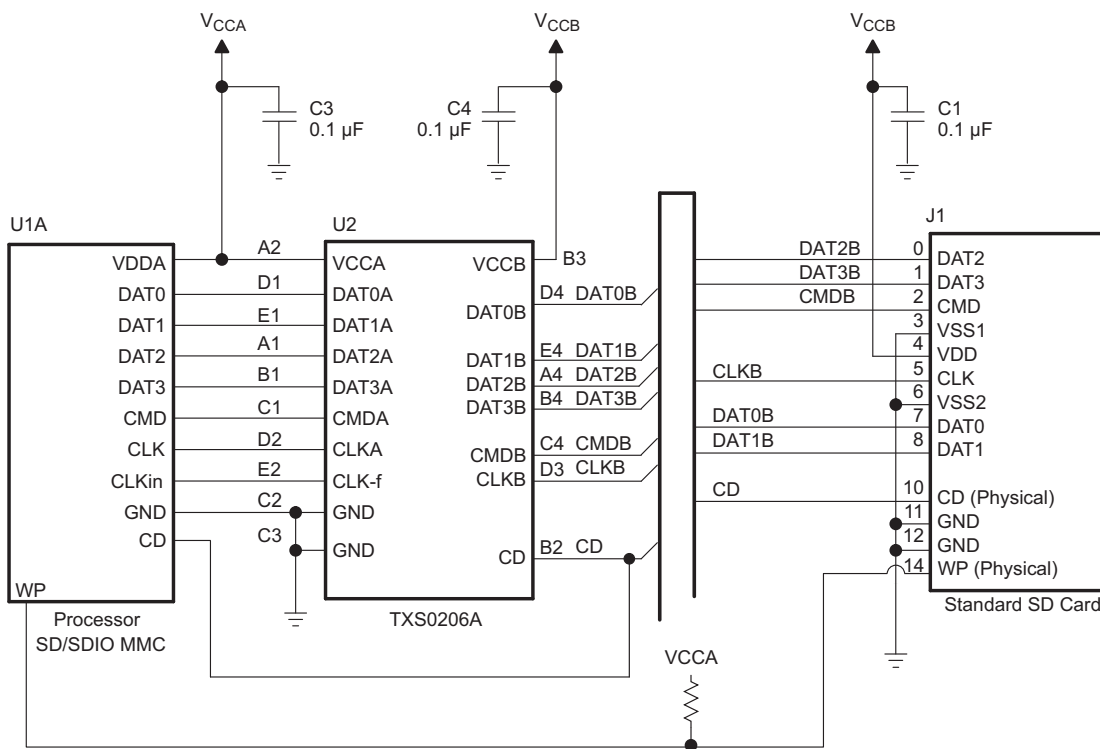 VCCA
VCCB
VCCB
C3
0.1 µF
C4
0.1 µF
C1
0.1 µF
U1A
U2
J1
VDDA
DAT0
DAT1
DAT2
DAT3
CMD
CLK
CLKin
GND
CD
WP
Processor
SD/SDIO MMC
A2
D1
E1
A1
B1
C1
D2
E2
C2
C3
VCCA
DAT0A
DAT1A
DAT2A
DAT3A
CMDA
CLKA
CLK-f
GND
GND
VCCB
DAT0B
DAT1B
DAT2B
DAT3B
CMDB
CLKB
CD
TXS0206A
B3
D4 DAT0B
E4 DAT1B
A4 DAT2B
B4 DAT3B
C4 CMDB
D3 CLKB
B2 CD
VCCA
DAT2B
DAT3B
CMDB
CLKB
DAT0B
DAT1B
CD
0 DAT2
1 DAT3
2 CMD
3 VSS1
4 VDD
5 CLK
6 VSS2
7 DAT0
8 DAT1
10 CD (Physical)
11 GND
12 GND
14 WP (Physical)
Standard SD Card